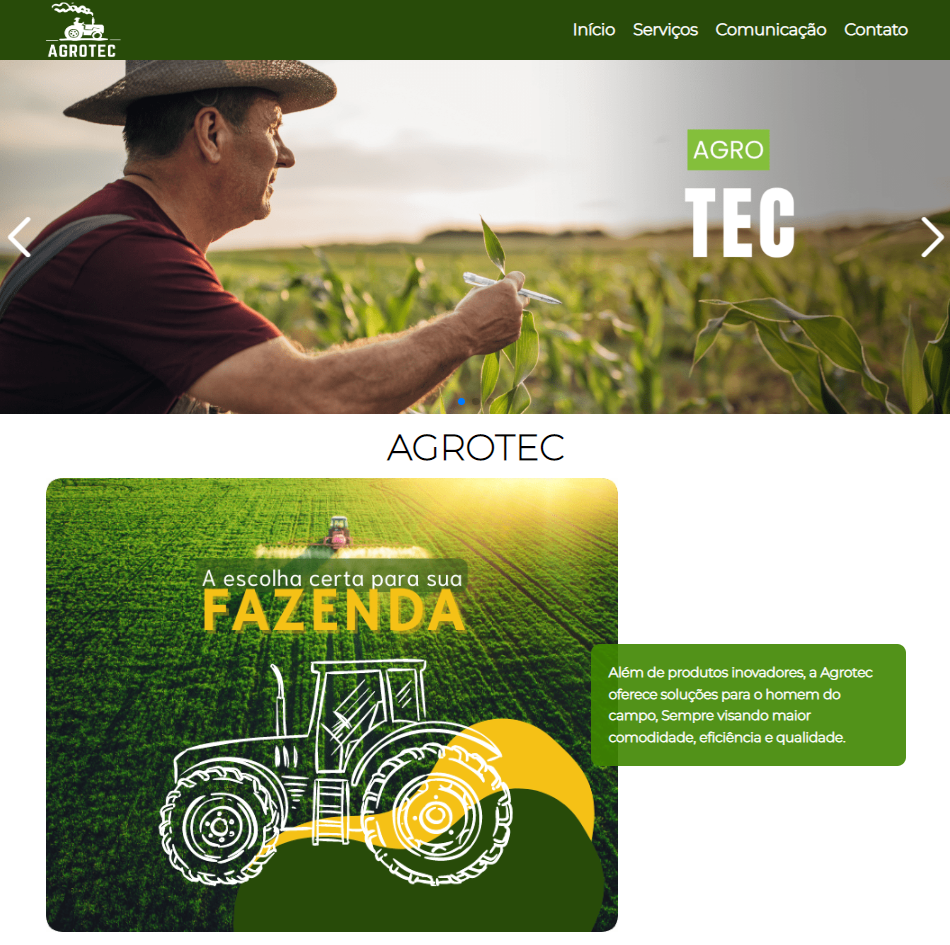 AGROTEC
Início Serviços Comunicação Contato
AGRO
TEC
AGROTEC
A escolha certa para sua
FAZENDA
Além de produtos inovadores, a Agrotec
oferece soluções para o homem do
campo, Sempre visando maior
comodidade, eficiência e qualidade.